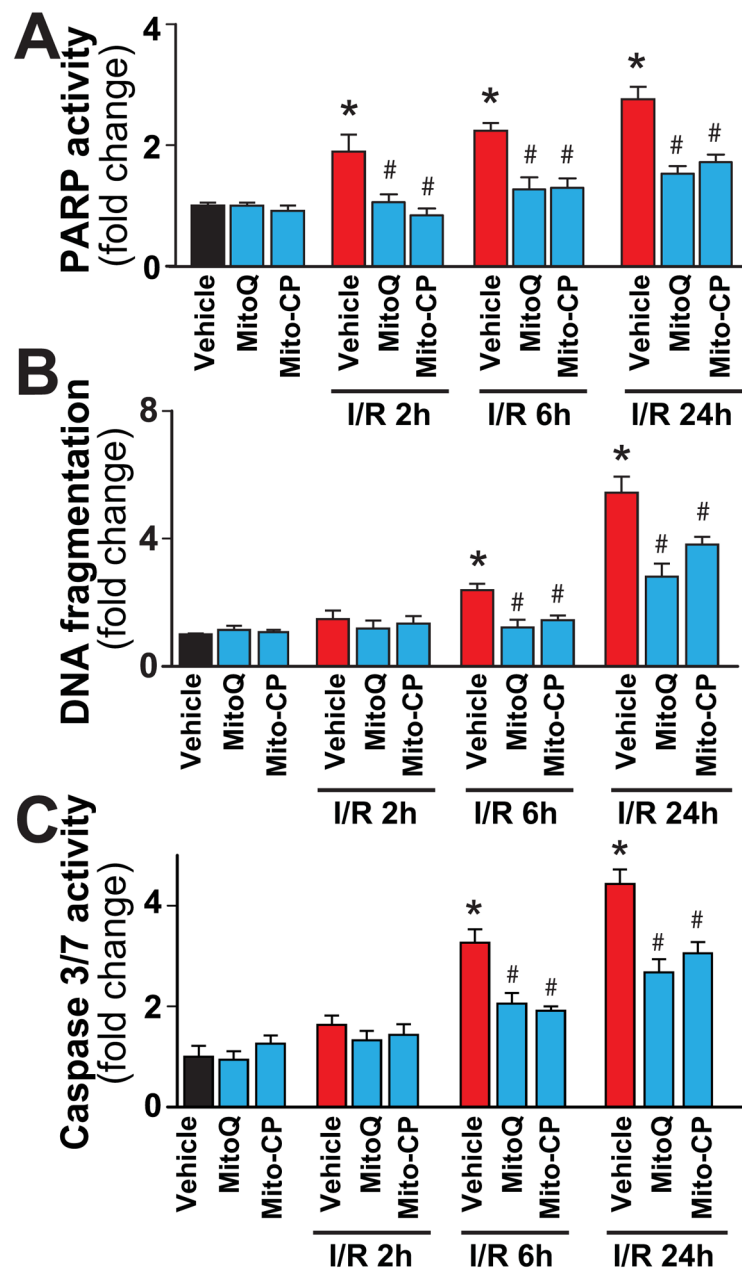 A
PARP activity
(fold change)
4
2
0
*
#
#
*
#
#
*
#
#
Vehicle
MitoQ
Mito-CP
Vehicle
MitoQ
Mito-CP
Vehicle
MitoQ
Mito-CP
Vehicle
MitoQ
Mito-CP
I/R 2h
I/R 6h
I/R 24h
B
DNA fragmentation
(fold change)
8
4
0
*
#
#
*
#
#
Vehicle
MitoQ
Mito-CP
Vehicle
MitoQ
Mito-CP
Vehicle
MitoQ
Mito-CP
Vehicle
MitoQ
Mito-CP
I/R 2h
I/R 6h
I/R 24h
C
Caspase 3/7 activity
(fold change)
4
2
0
*
#
#
*
#
#
Vehicle
MitoQ
Mito-CP
Vehicle
MitoQ
Mito-CP
Vehicle
MitoQ
Mito-CP
Vehicle
MitoQ
Mito-CP
I/R 2h
I/R 6h
I/R 24h